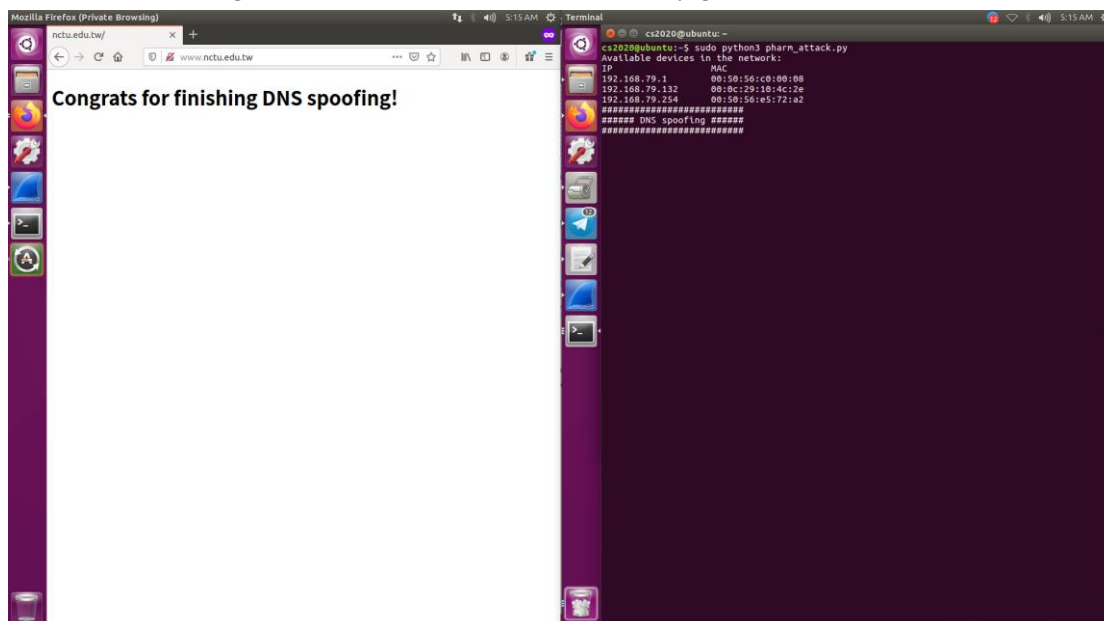 Mozilla Firefox (Private Browsing)
5:15 AM
nctu.edu.tw/
www.nctu.edu.tw
Congrats for finishing DNS spoofing!
Terminal
5:15 AM
cs2020@ubuntu: ~
cs2020@ubuntu:~$ sudo python3 pharm_attack.py
Available devices in the network:
IP MAC
192.168.79.1 00:50:56:c0:00:08
192.168.79.132 00:0c:29:10:4c:2e
192.168.79.254 00:50:56:e5:72:a2
##########################
###### DNS spoofing ######
##########################